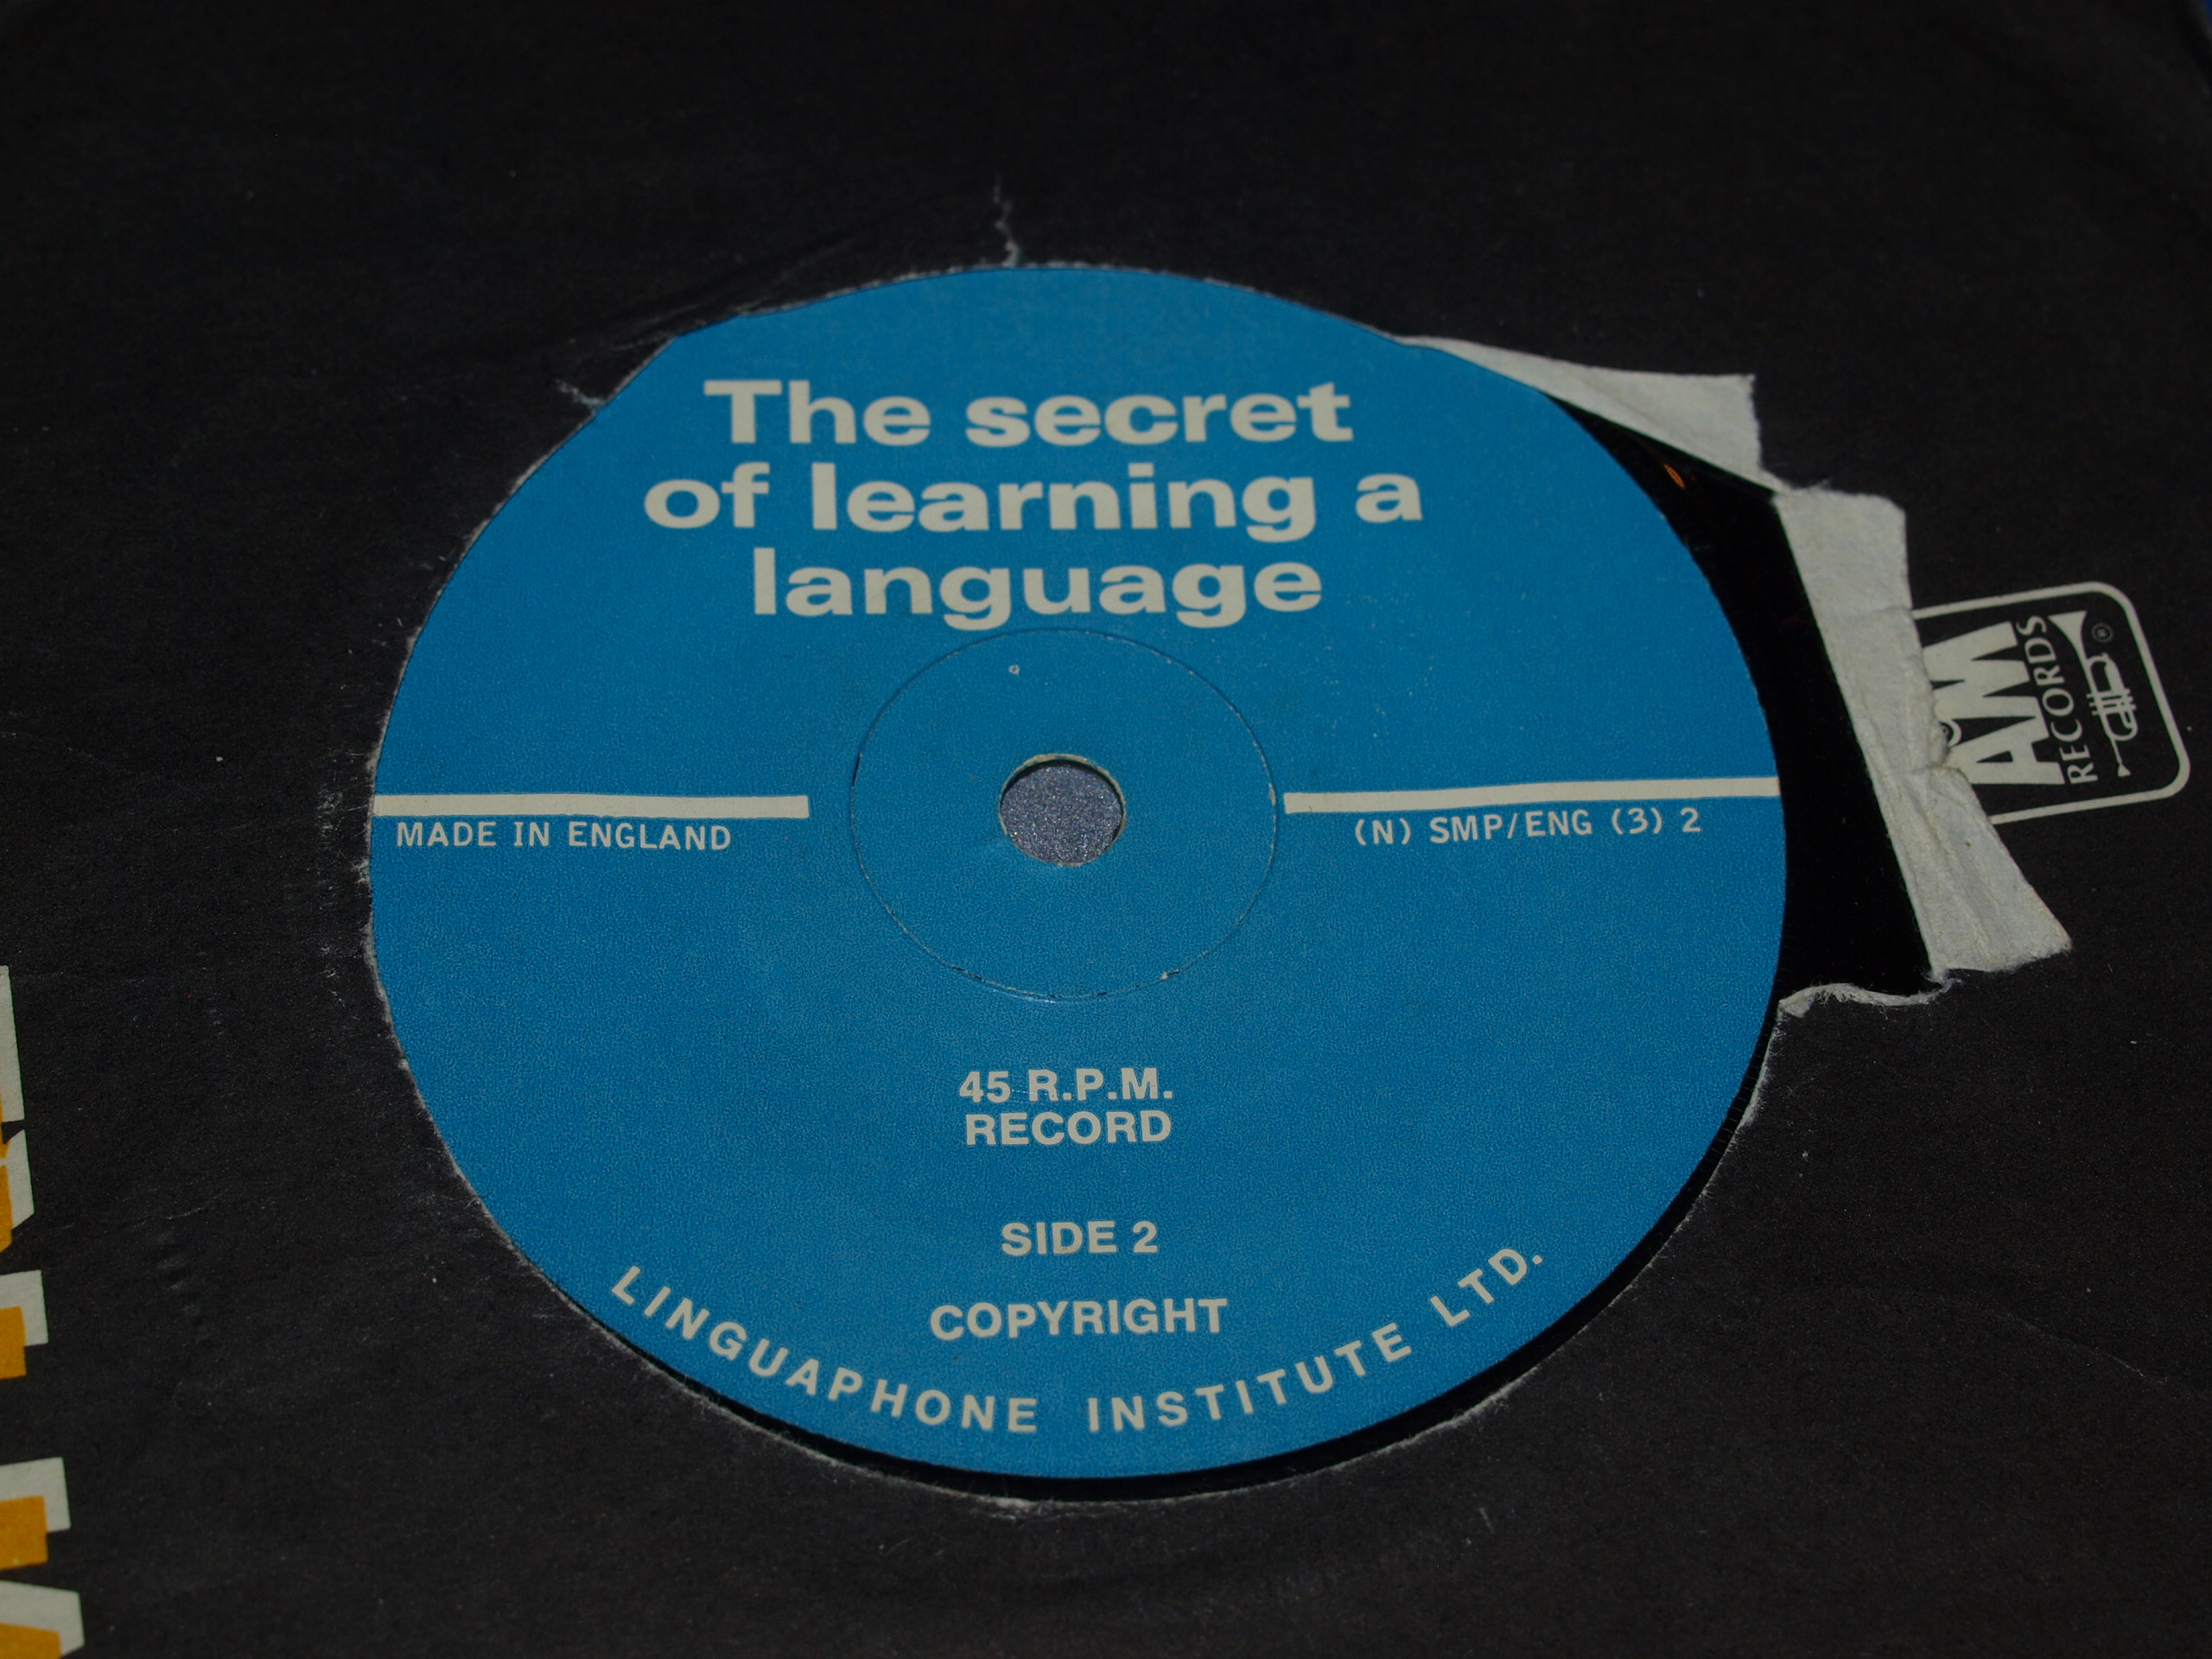 The secret
of learning a
language
MADE IN ENGLAND
(N) SMP/ENG (3) 2
45 R.P.M.
RECORD
SIDE 2
COPYRIGHT
LINGUAPHONE INSTITUTE LTD.
A&M
RECORDS
®